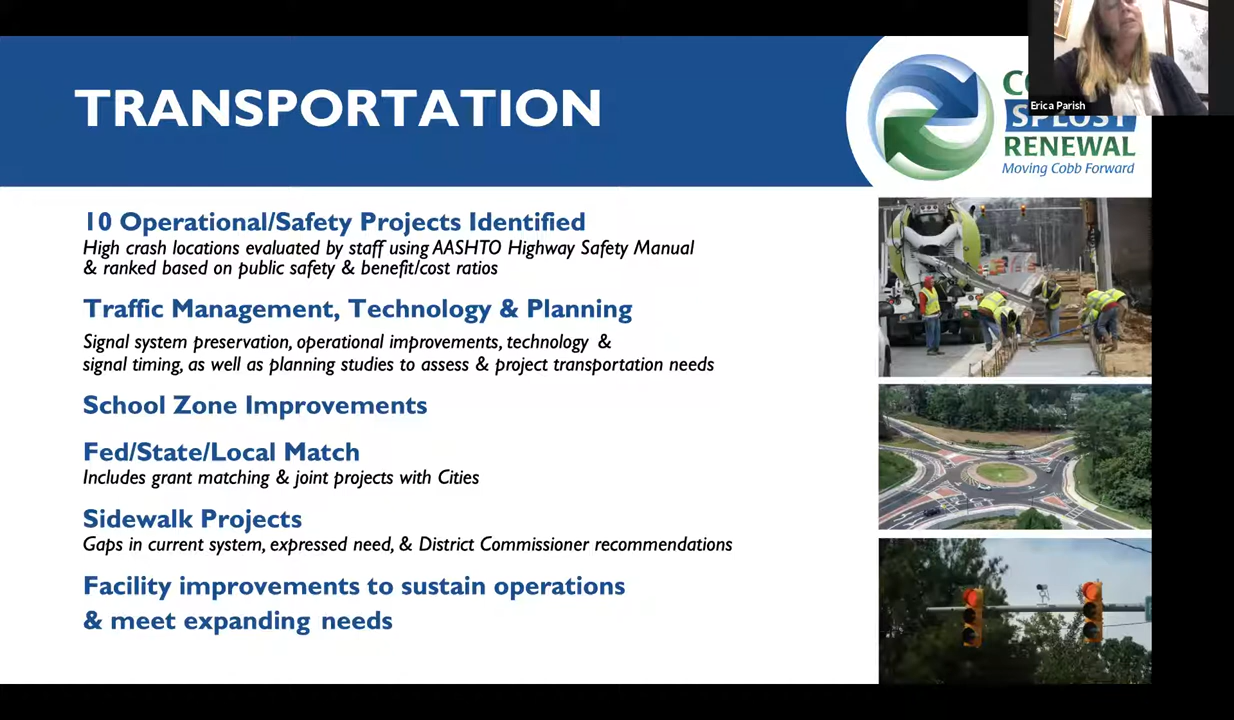 TRANSPORTATION
Erica Parish
SPLOST
RENEWAL
Moving Cobb Forward
10 Operational/Safety Projects Identified
High crash locations evaluated by staff using AASHTO Highway Safety Manual
& ranked based on public safety & benefit/cost ratios
Traffic Management, Technology & Planning
Signal system preservation, operational improvements, technology &
signal timing, as well as planning studies to assess & project transportation needs
School Zone Improvements
Fed/State/Local Match
Includes grant matching & joint projects with Cities
Sidewalk Projects
Gaps in current system, expressed need, & District Commissioner recommendations
Facility improvements to sustain operations
& meet expanding needs